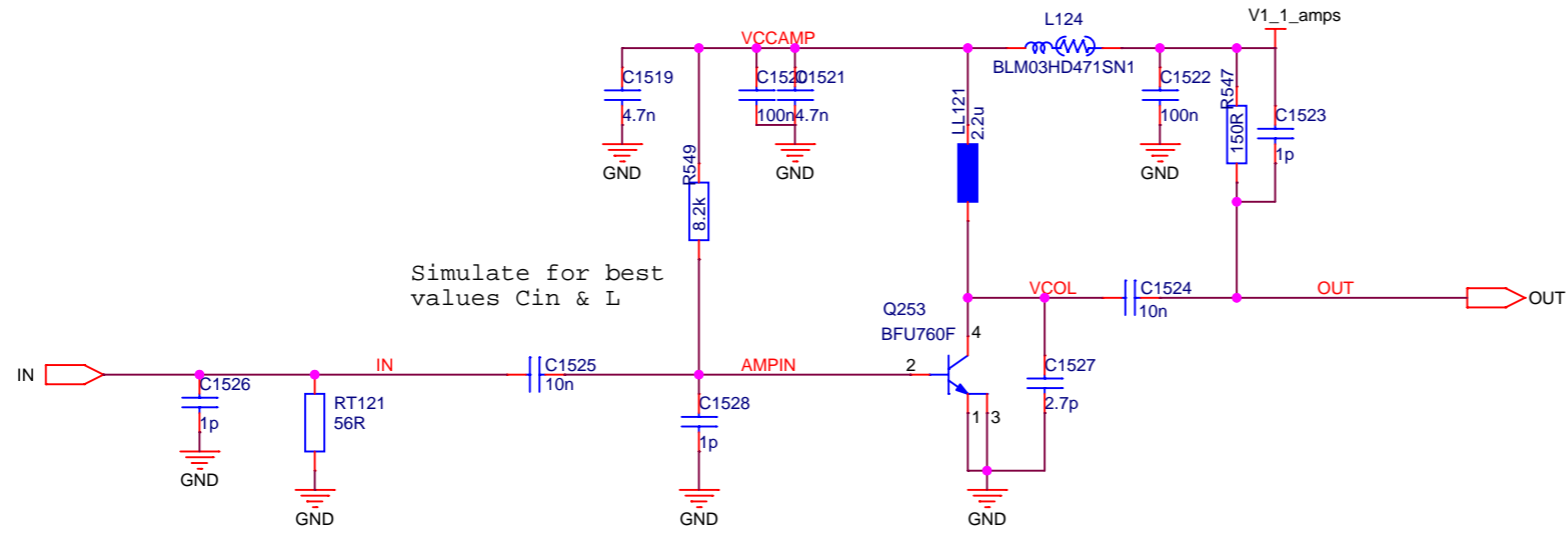 V1_1_amps
L124
VCCAMP
BLM03HD471SN1
C1519
4.7n
C1520
100n
C1521
4.7n
C1522
100n
R547
150R
C1523
1p
LL121
2.2u
R549
8.2k
GND
GND
GND
Simulate for best
values Cin & L
VCOL
C1524
10n
OUT
OUT
Q253
BFU760F
4
IN
IN
C1525
10n
AMPIN
2
C1527
2.7p
C1526
1p
RT121
56R
C1528
1p
1
3
GND
GND
GND
GND